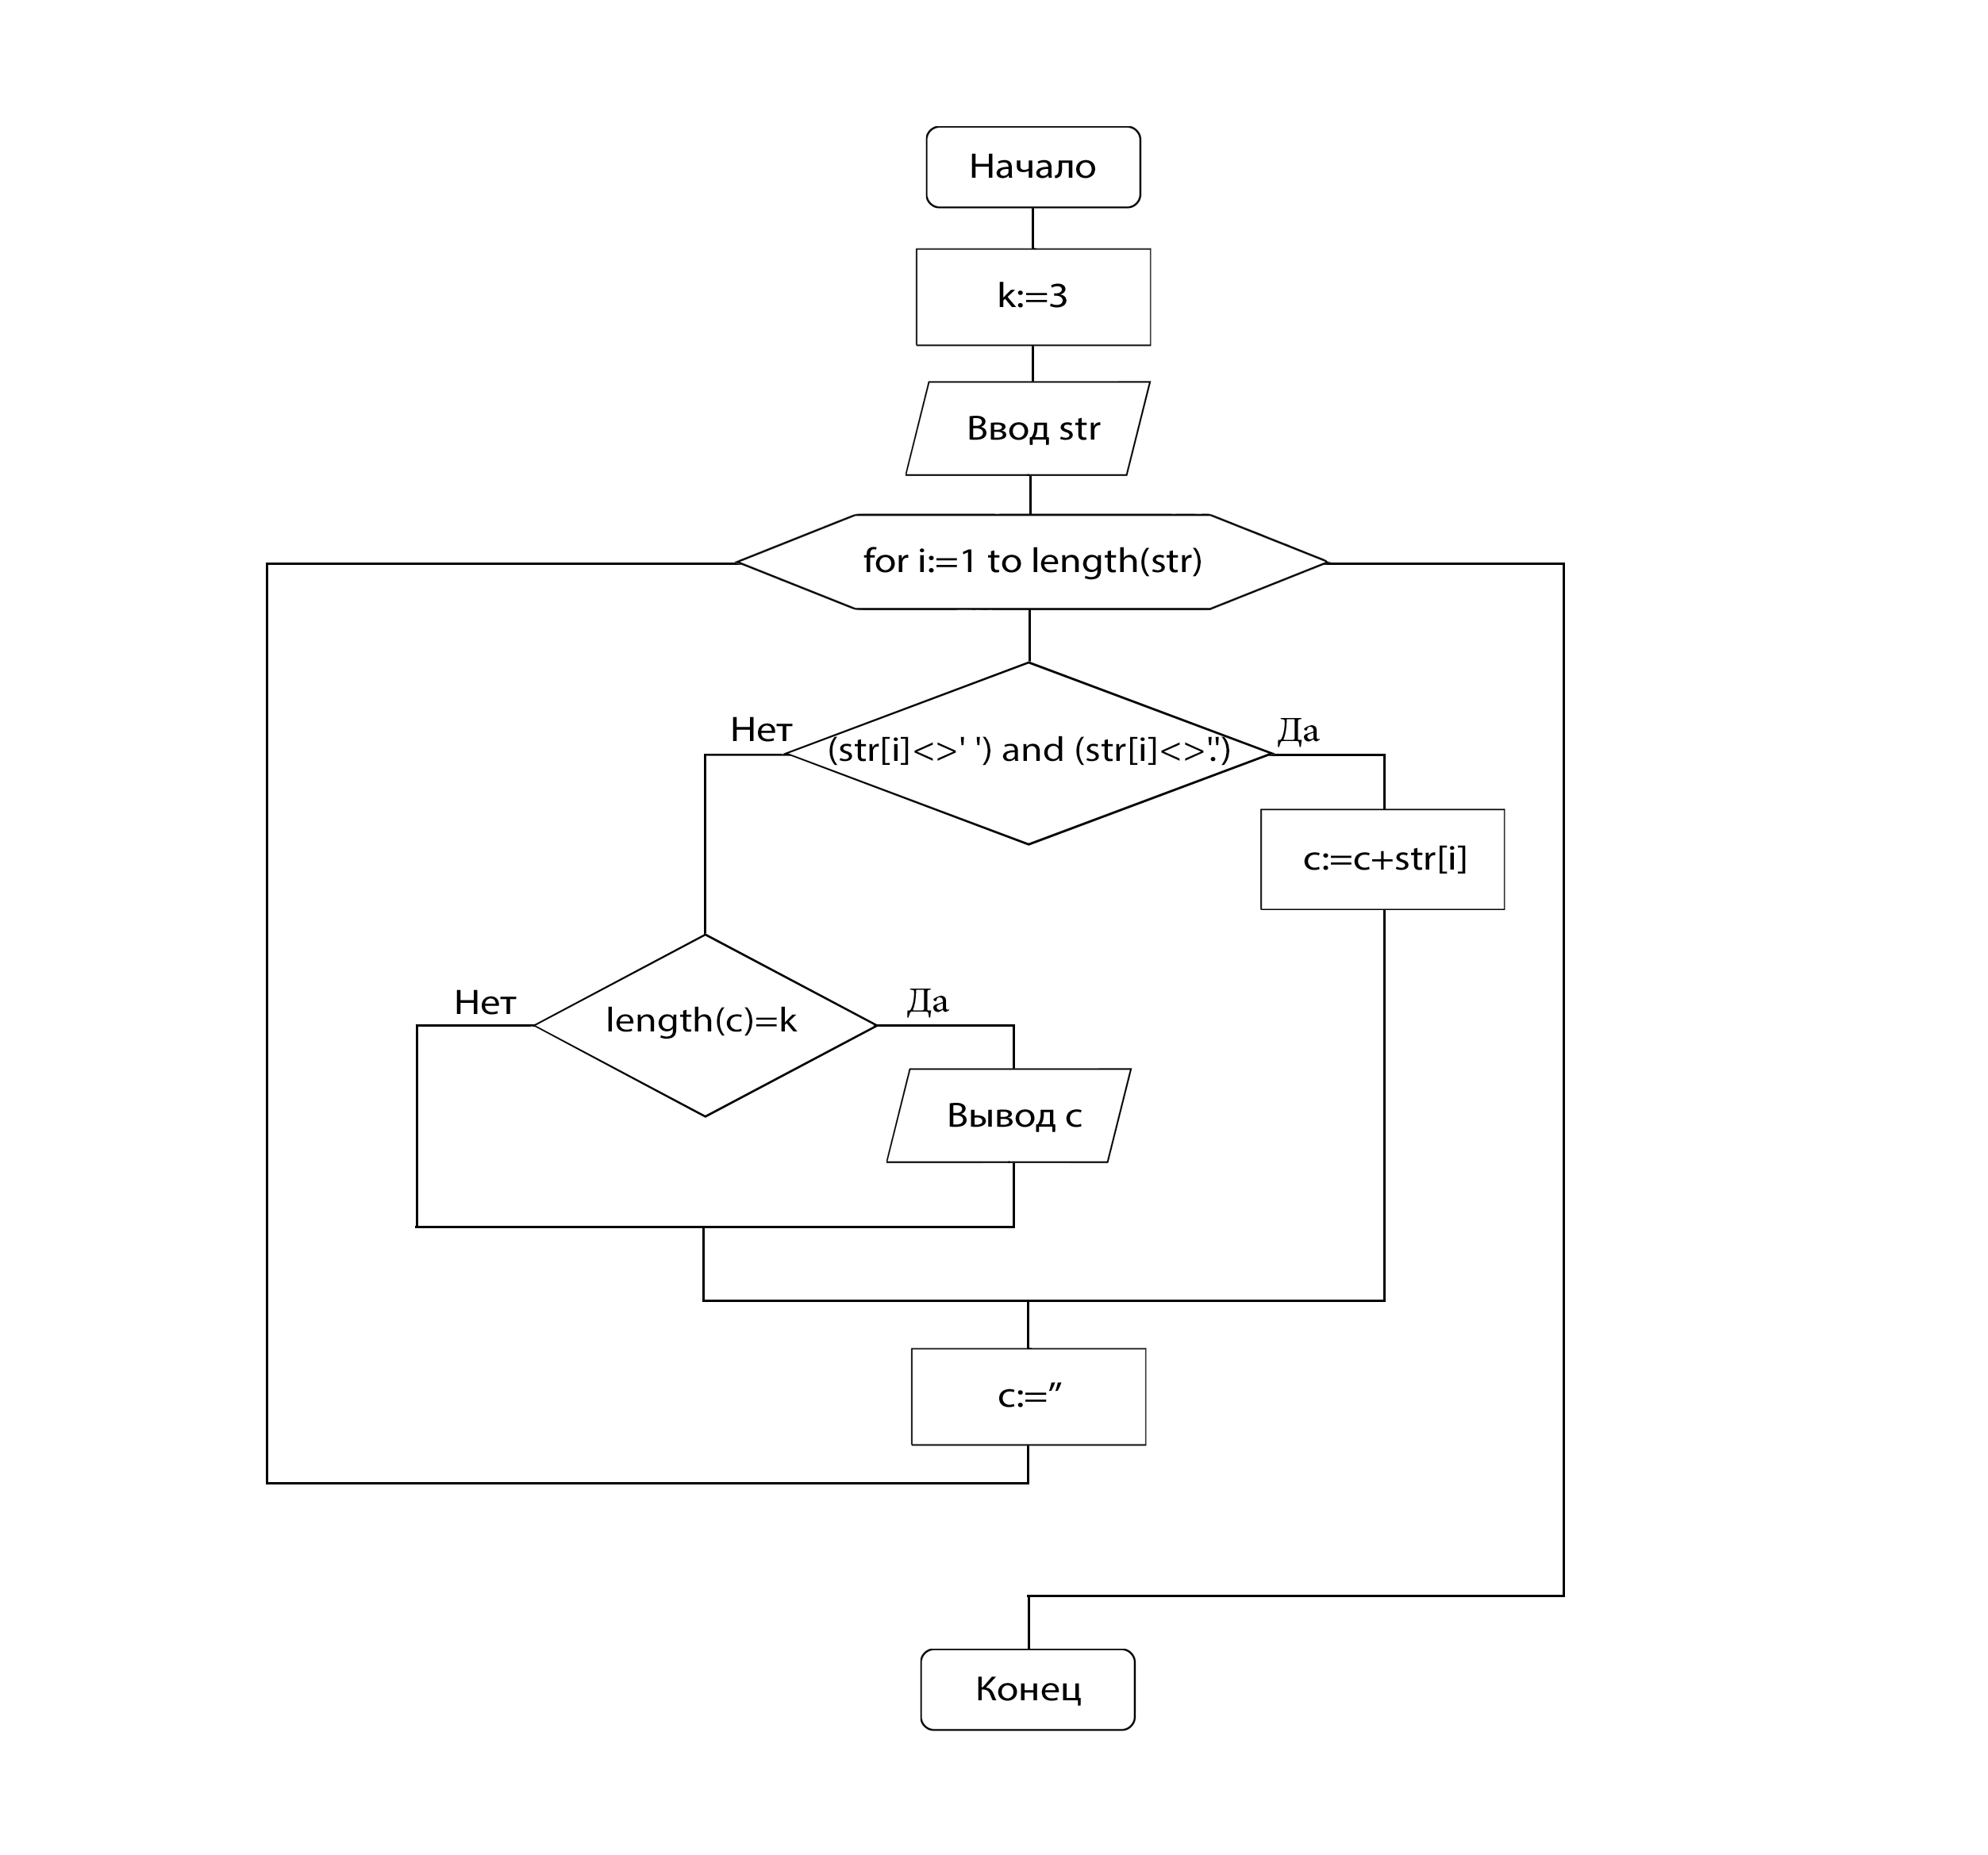 Начало
k:=3
Ввод str
for i:=1 to length(str)
Нет
Да
(str[i]<>' ') and (str[i]<>'.')
c:=c+str[i]
Нет
Да
length(c)=k
Вывод c
c:=”
Конец